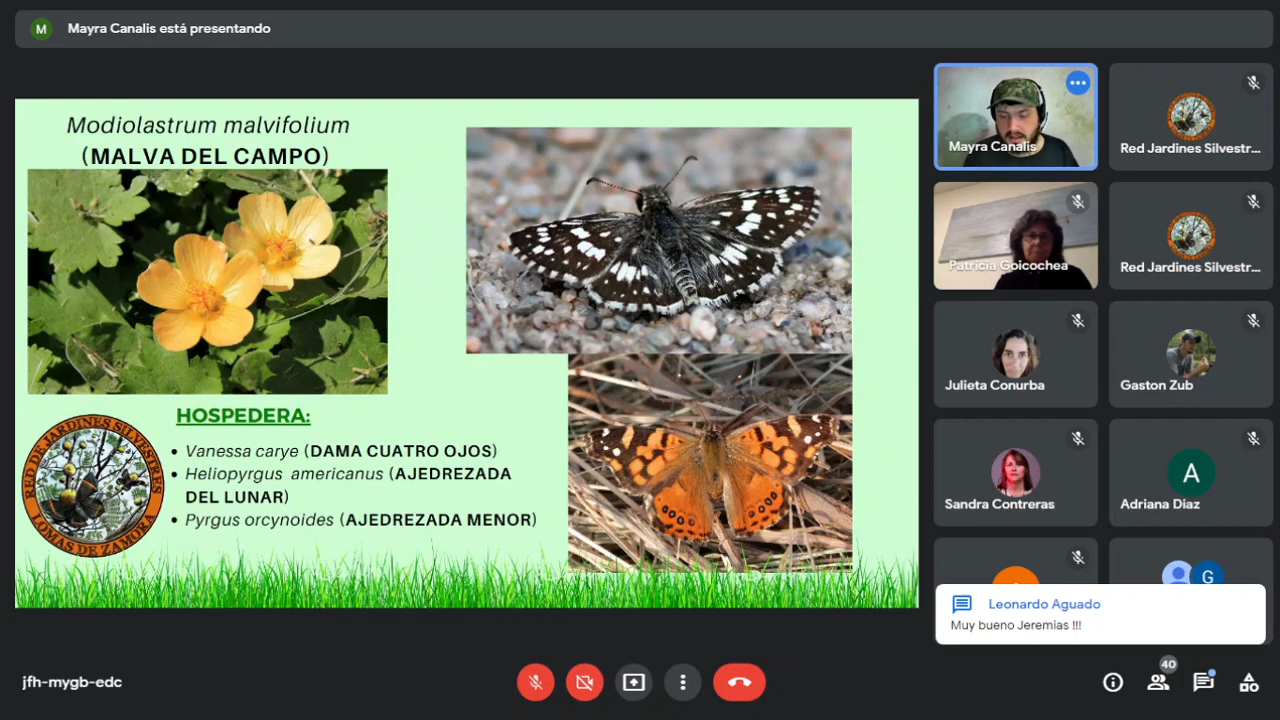 M
Mayra Canalis está presentando
Modiolastrum malvifolium
(MALVA DEL CAMPO)
HOSPEDERA:
• Vanessa carye (DAMA CUATRO OJOS)
• Heliopyrgus americanus (AJEDREZADA
DEL LUNAR)
• Pyrgus orcynoides (AJEDREZADA MENOR)
RED DE JARDINES SILVESTRES
LOMAS DE ZAMORA
Mayra Canalis
Red Jardines Silvestr...
Patricia Goicochea
Red Jardines Silvestr...
Julieta Conurba
Gaston Zub
Sandra Contreras
A
Adriana Diaz
G
Leonardo Aguado
Muy bueno Jeremias !!!
jfh-mygb-edc
40